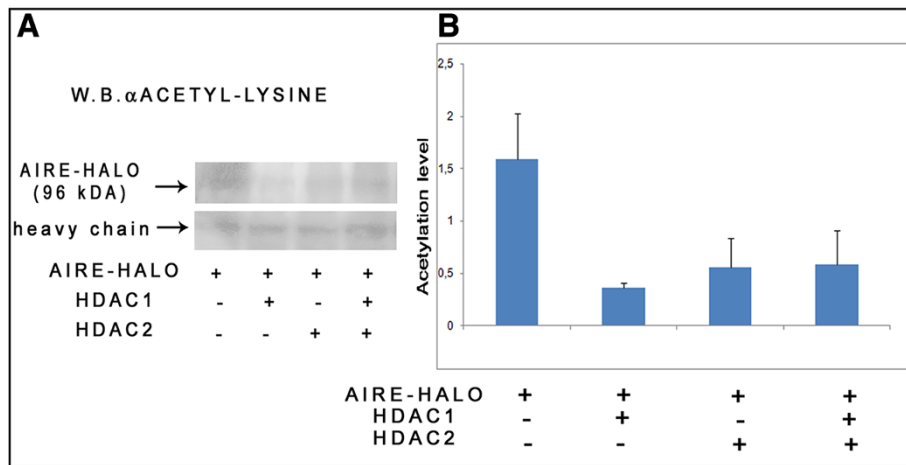 A
W.B.αACETYL-LYSINE
AIRE-HALO
(96 kDA)
heavy chain
AIRE-HALO + + + +
HDAC1 - + - +
HDAC2 - - + +
B
Acetylation level
2,5
2
1,5
1
0,5
0
AIRE-HALO + + + +
HDAC1 - + - +
HDAC2 - - + +